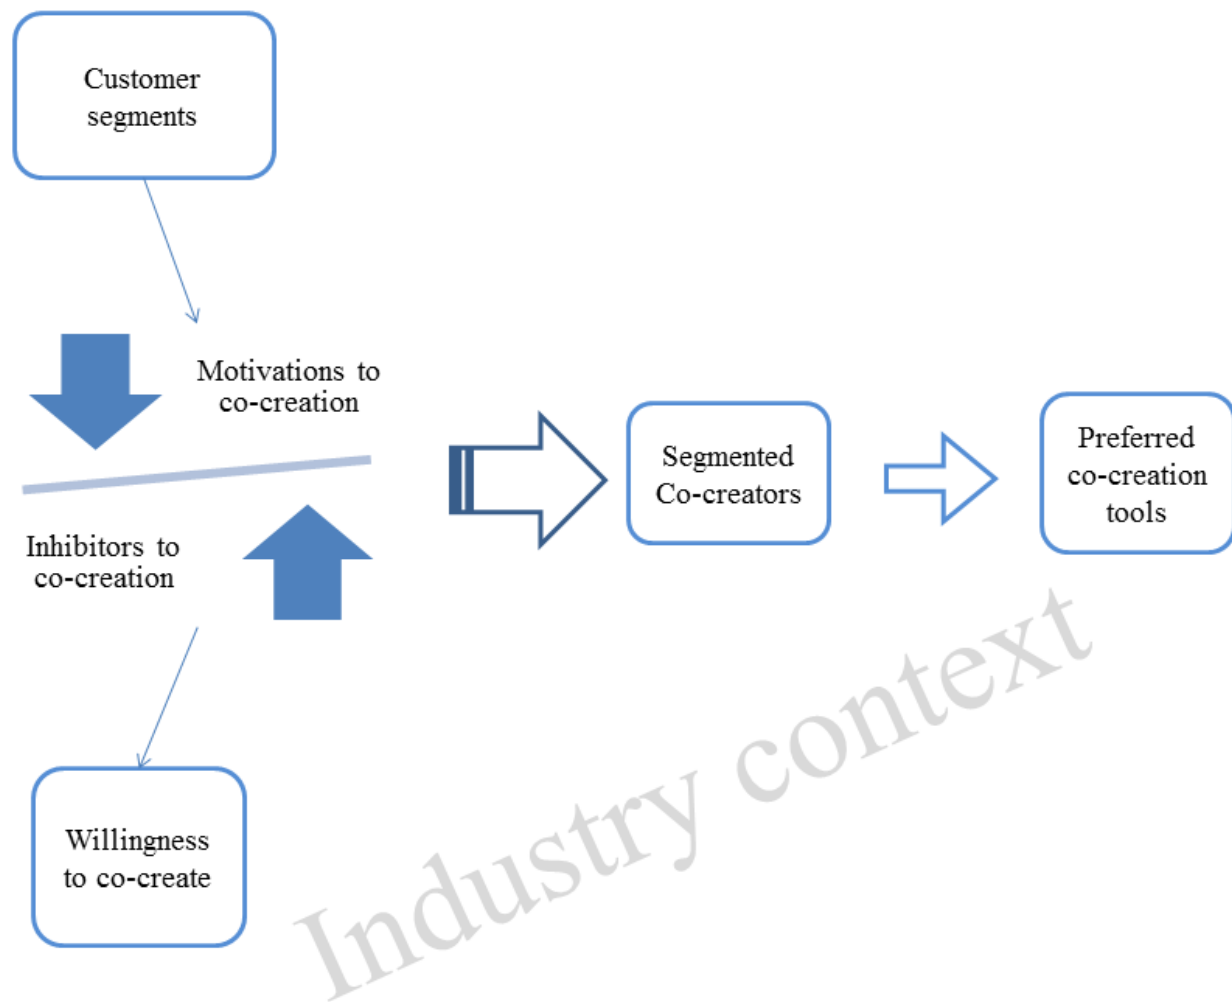 Customer
segments
Motivations to
co-creation
Inhibitors to
co-creation
Segmented
Co-creators
Preferred
co-creation
tools
Willingness
to co-create
Industry context